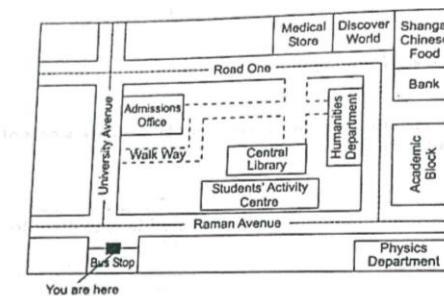 Medical
Store
Discover
World
Shanga
Chinese
Food
Road One
Bank
Admissions
Office
University Avenue
Humanities
Department
Walk Way
Central
Library
Academic
Block
Students' Activity
Centre
Raman Avenue
Bus Stop
Physics
Department
You are here